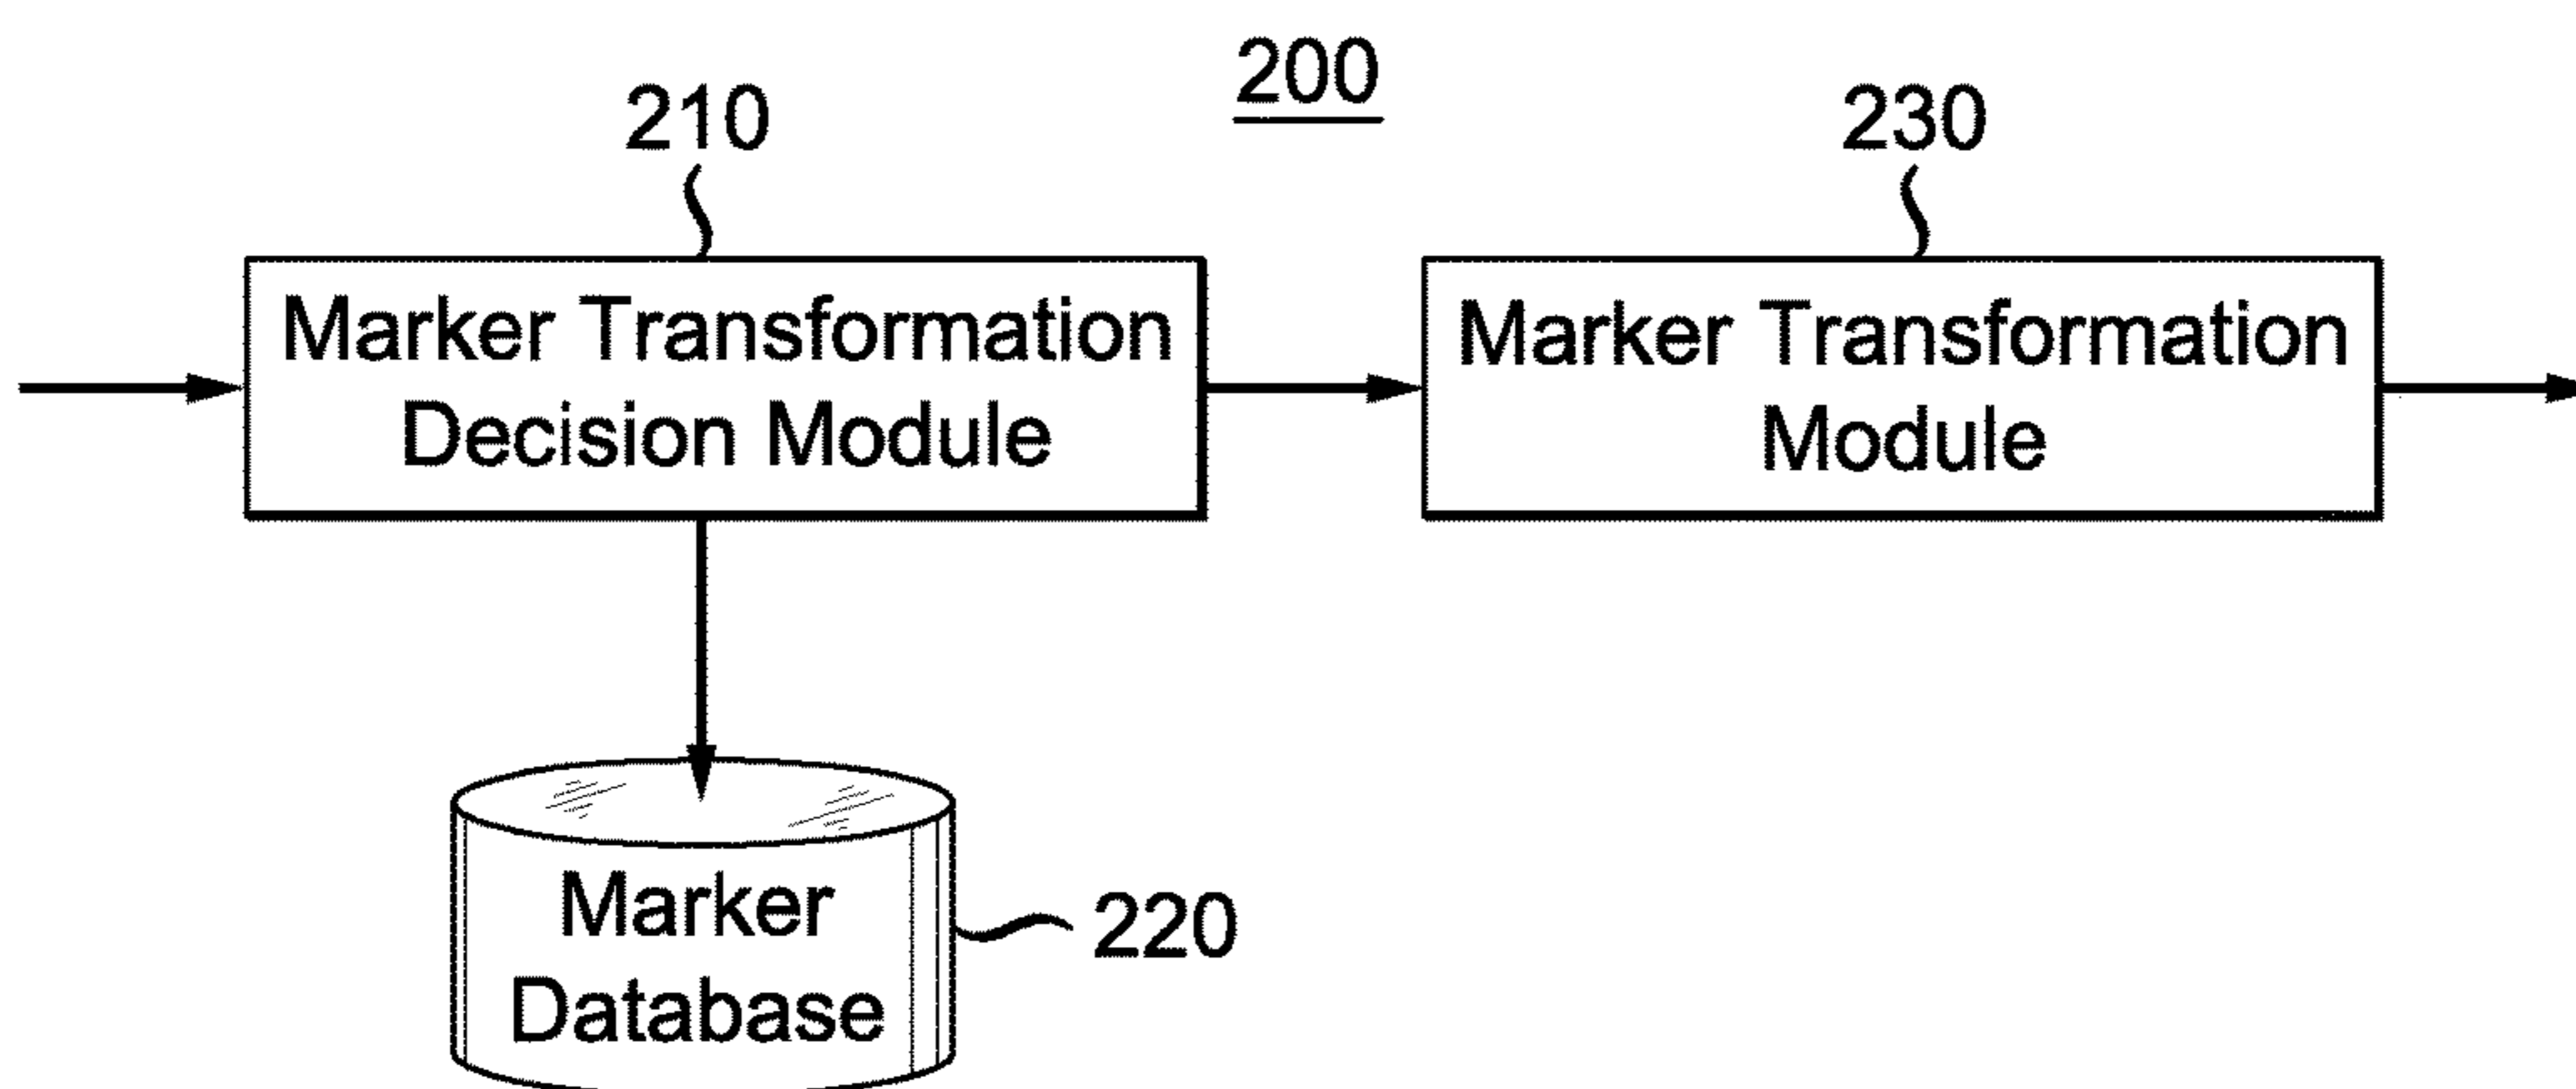 200
210
230
Marker Transformation
Decision Module
Marker Transformation
Module
Marker
Database
220